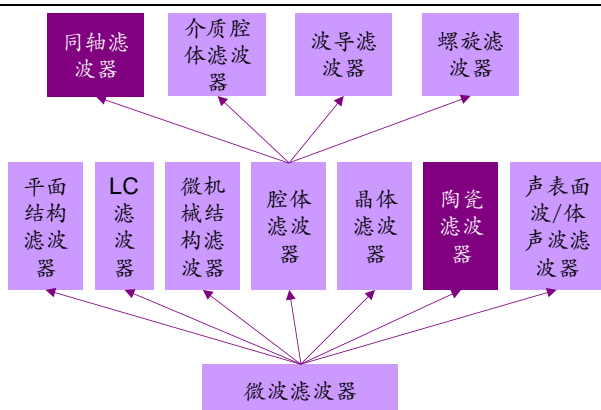 同轴滤
波器
介质腔
体滤波
器
波导滤
波器
螺旋滤
波器
平面
结构
滤波
器
LC
滤
波
器
微机
械结
构滤
波器
腔体
滤波
器
晶体
滤波
器
陶瓷
滤波
器
声表面
波/体
声波滤
波器
微波滤波器